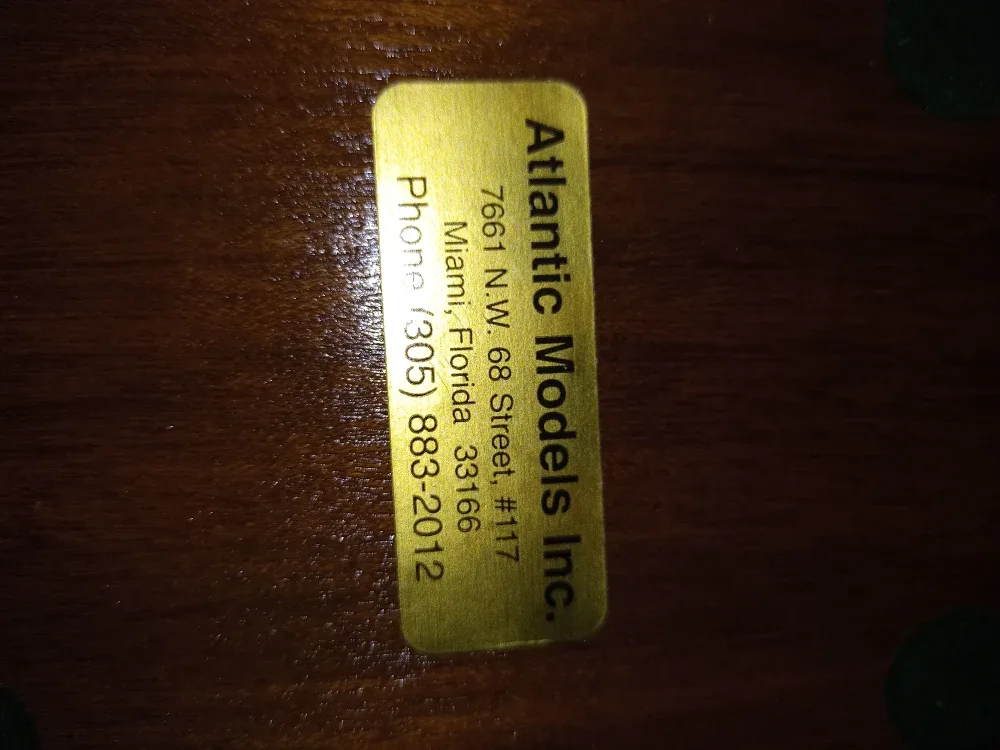 Atlantic Models Inc.
7661 N.W. 68 Street, #117
Miami, Florida 33166
Phone (305) 883-2012